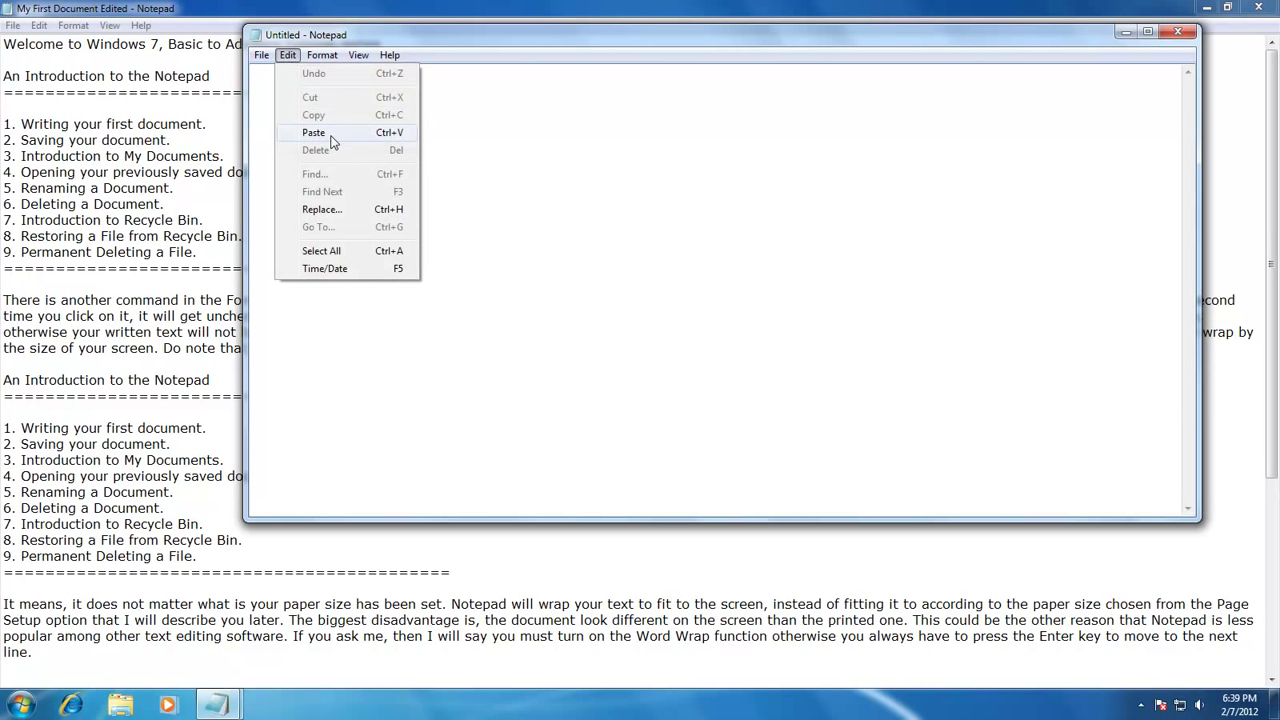 My First Document Edited - Notepad
File Edit Format View Help
Welcome to Windows 7, Basic to Ad
An Introduction to the Notepad
===========================
1. Writing your first document.
2. Saving your document.
3. Introduction to My Documents.
4. Opening your previously saved do
5. Renaming a Document.
6. Deleting a Document.
7. Introduction to Recycle Bin.
8. Restoring a File from Recycle Bin.
9. Permanent Deleting a File.
===========================
There is another command in the Fo
econd
time you click on it, it will get unche
otherwise your written text will not
wrap by
the size of your screen. Do note tha
An Introduction to the Notepad
===========================
1. Writing your first document.
2. Saving your document.
3. Introduction to My Documents.
4. Opening your previously saved do
5. Renaming a Document.
6. Deleting a Document.
7. Introduction to Recycle Bin.
8. Restoring a File from Recycle Bin.
9. Permanent Deleting a File.
===========================================
It means, it does not matter what is your paper size has been set. Notepad will wrap your text to fit to the screen, instead of fitting it to according to the paper size chosen from the Page
Setup option that I will describe you later. The biggest disadvantage is, the document look different on the screen than the printed one. This could be the other reason that Notepad is less
popular among other text editing software. If you ask me, then I will say you must turn on the Word Wrap function otherwise you always have to press the Enter key to move to the next
line.
Untitled - Notepad
File Edit Format View Help
Undo Ctrl+Z
Cut Ctrl+X
Copy Ctrl+C
Paste Ctrl+V
Delete Del
Find... Ctrl+F
Find Next F3
Replace... Ctrl+H
Go To... Ctrl+G
Select All Ctrl+A
Time/Date F5
6:39 PM
2/7/2012